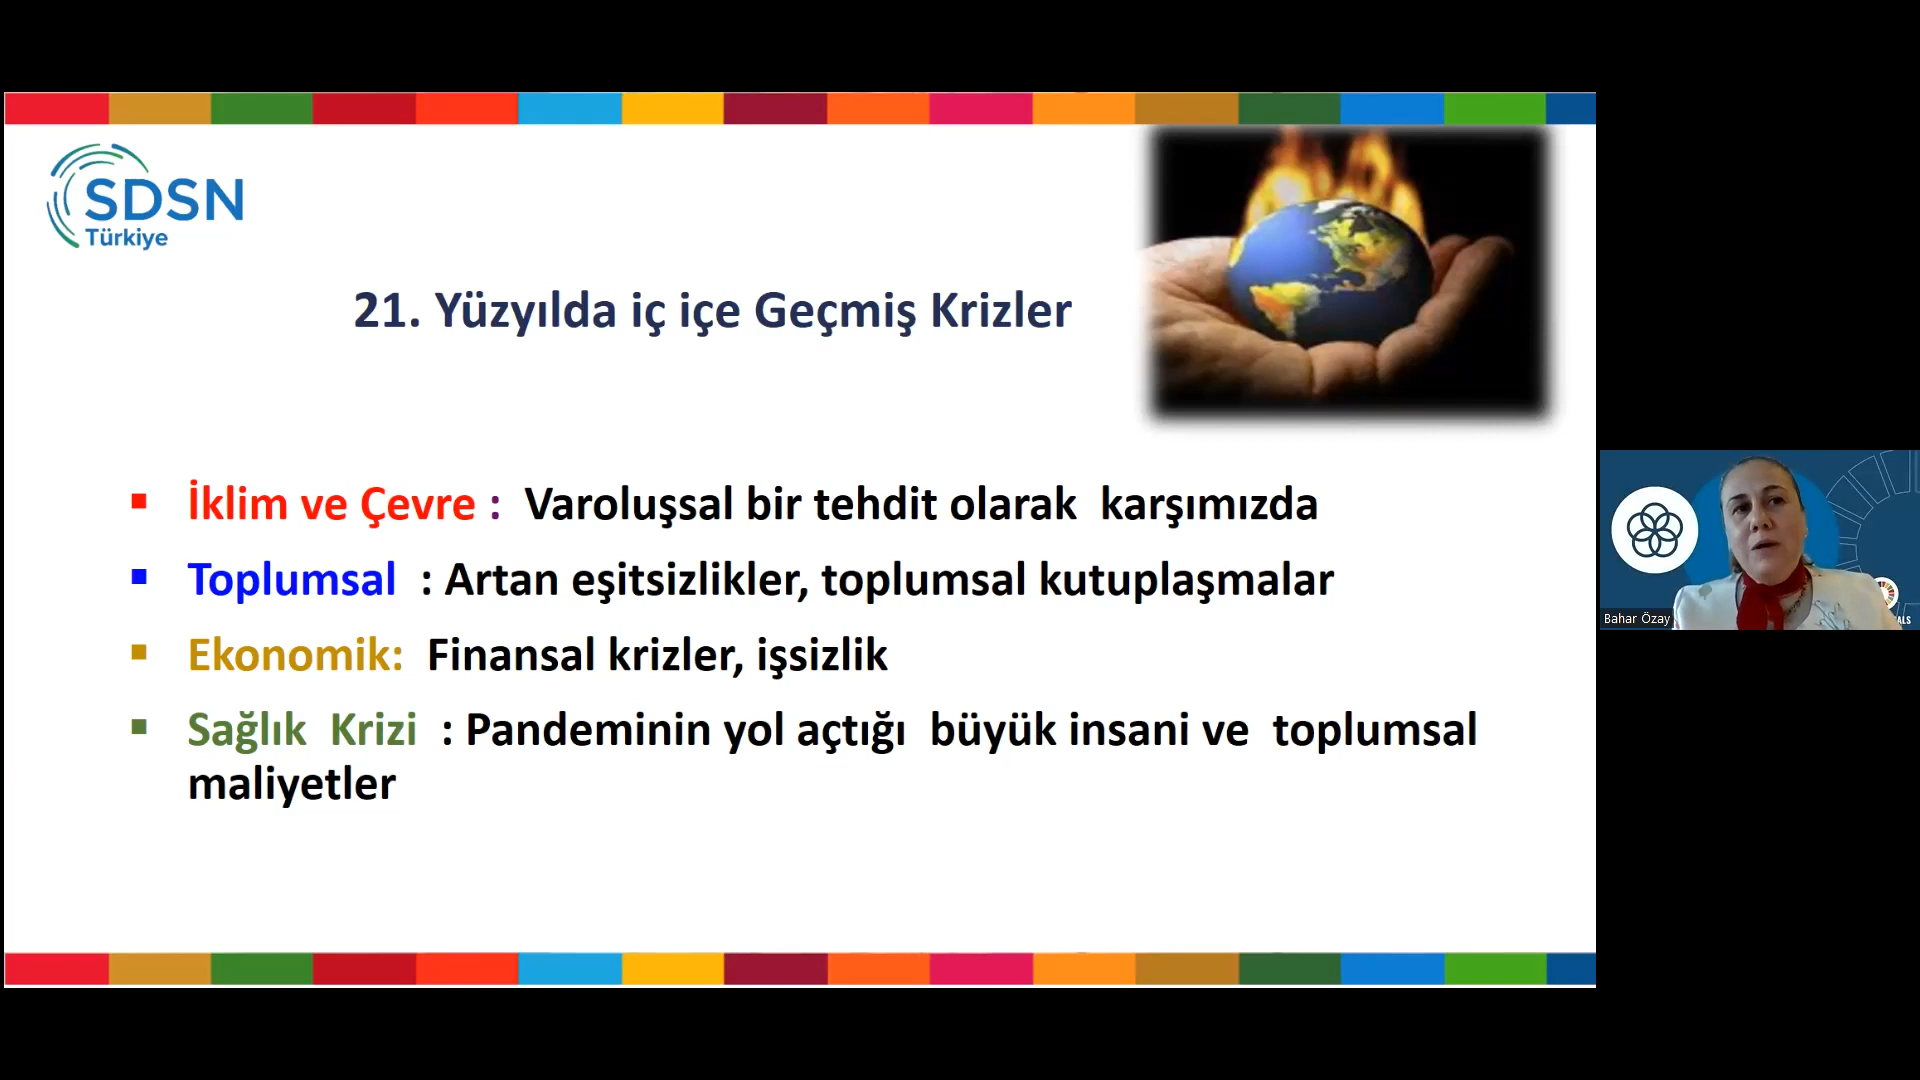 SDSN
Türkiye
21. Yüzyılda iç içe Geçmiş Krizler
İklim ve Çevre : Varoluşsal bir tehdit olarak karşımızda
Toplumsal : Artan eşitsizlikler, toplumsal kutuplaşmalar
Ekonomik: Finansal krizler, işsizlik
Sağlık Krizi : Pandeminin yol açtığı büyük insani ve toplumsal
maliyetler
Bahar Özay